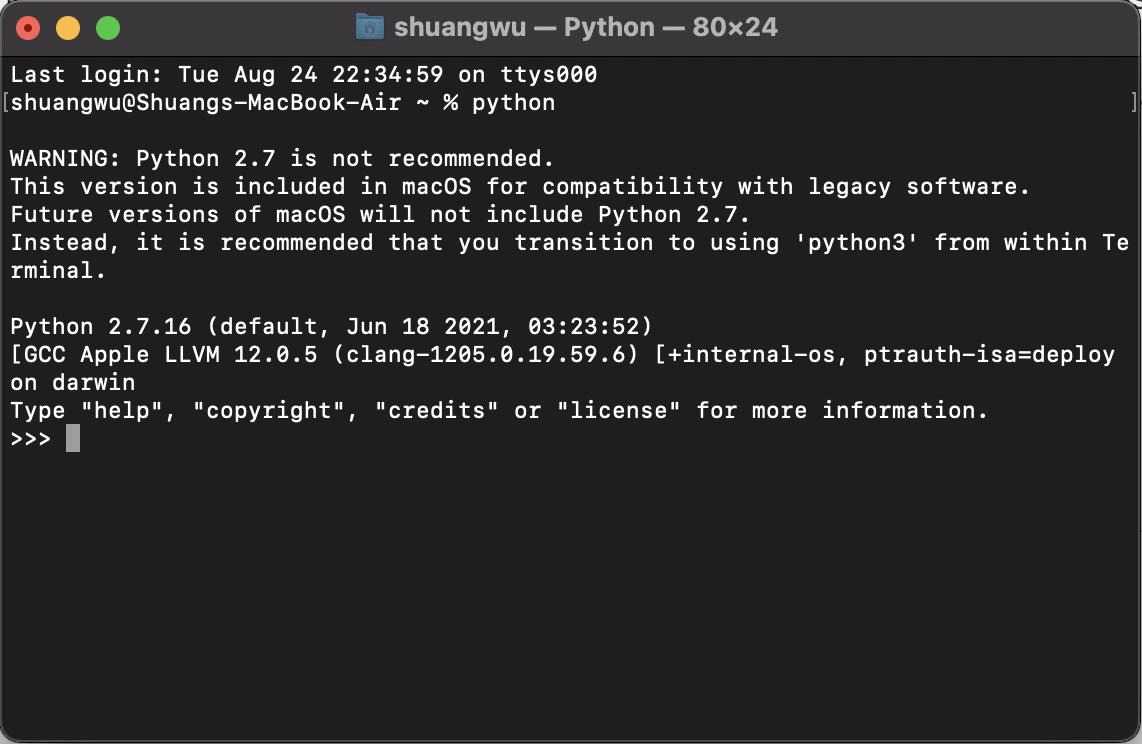 shuangwu — Python — 80×24
Last login: Tue Aug 24 22:34:59 on ttys000
[shuangwu@Shuangs-MacBook-Air ~ % python ]
WARNING: Python 2.7 is not recommended.
This version is included in macOS for compatibility with legacy software.
Future versions of macOS will not include Python 2.7.
Instead, it is recommended that you transition to using 'python3' from within Te
rminal.
Python 2.7.16 (default, Jun 18 2021, 03:23:52)
[GCC Apple LLVM 12.0.5 (clang-1205.0.19.59.6) [+internal-os, ptrauth-isa=deploy
on darwin
Type "help", "copyright", "credits" or "license" for more information.
>>>